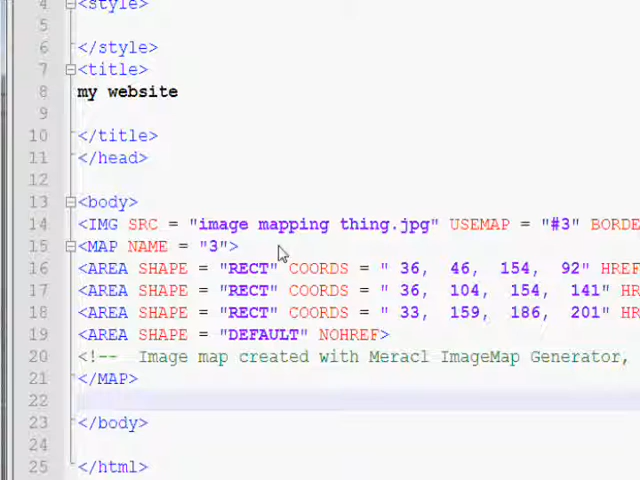 4 <style>
5
6 </style>
7 <title>
8 my website
9
10 </title>
11 </head>
12
13 <body>
14 <IMG SRC = "image mapping thing.jpg" USEMAP = "#3" BORDE
15 <MAP NAME = "3">
16 <AREA SHAPE = "RECT" COORDS = " 36, 46, 154, 92" HREF
17 <AREA SHAPE = "RECT" COORDS = " 36, 104, 154, 141" HR
18 <AREA SHAPE = "RECT" COORDS = " 33, 159, 186, 201" HR
19 <AREA SHAPE = "DEFAULT" NOHREF>
20 <!-- Image map created with Meracl ImageMap Generator,
21 </MAP>
22
23 </body>
24
25 </html>